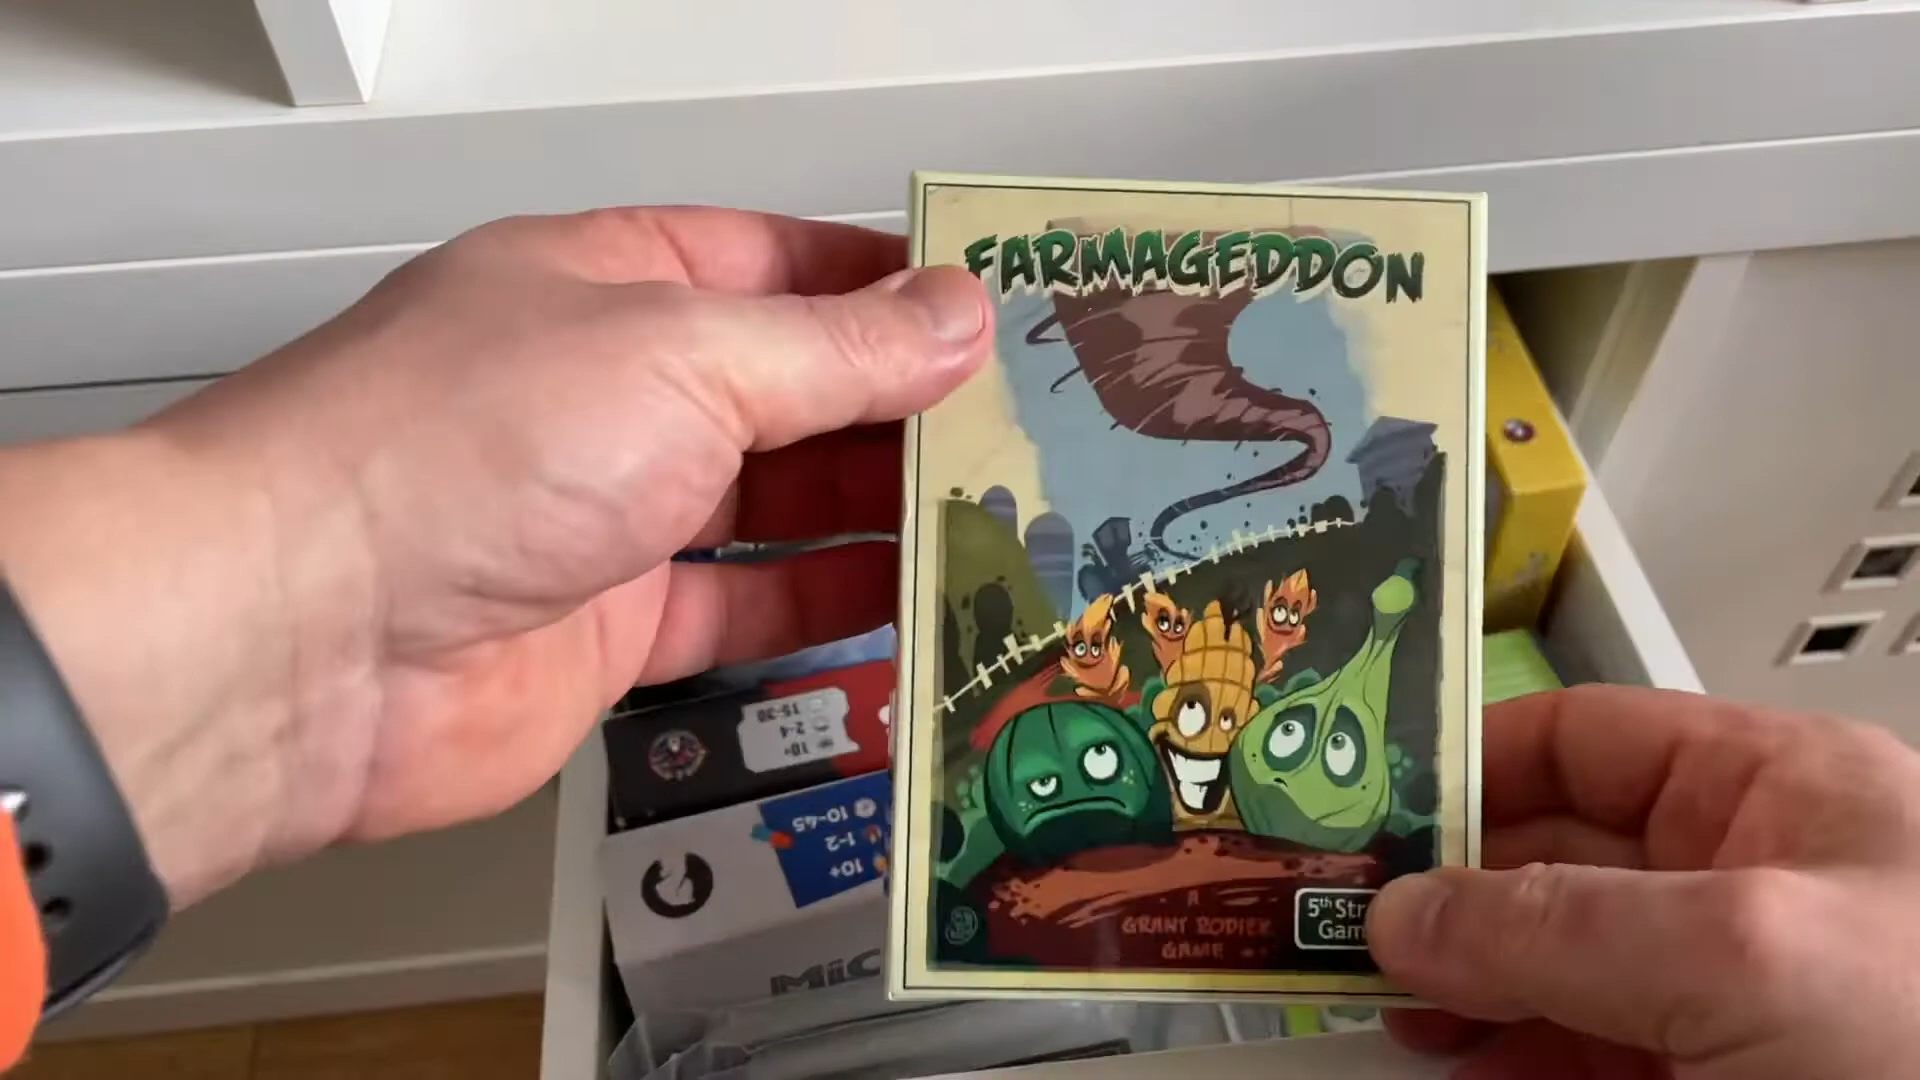 FARMAGEDDON
A
GRANT RODIEK
GAME
5th Str
Gam
15-30
2-4
10+
10-45
1-2
10+
MiC